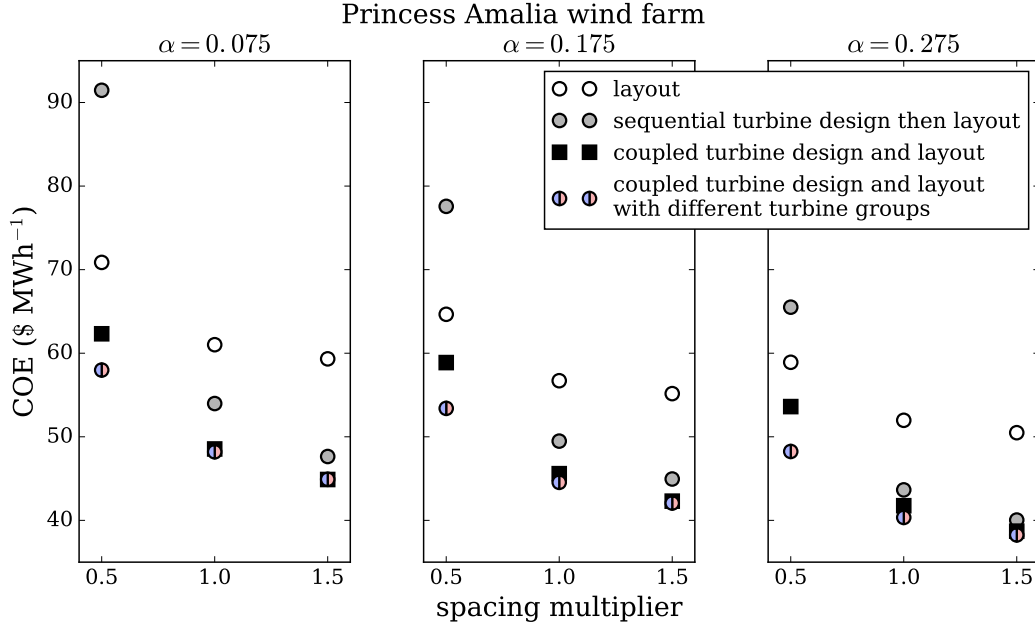 Princess Amalia wind farm
α = 0.075
α = 0.175
α = 0.275
layout
sequential turbine design then layout
coupled turbine design and layout
coupled turbine design and layout
with different turbine groups
COE ($ MWh⁻¹)
90
80
70
60
50
40
0.5 1.0 1.5
0.5 1.0 1.5
0.5 1.0 1.5
spacing multiplier